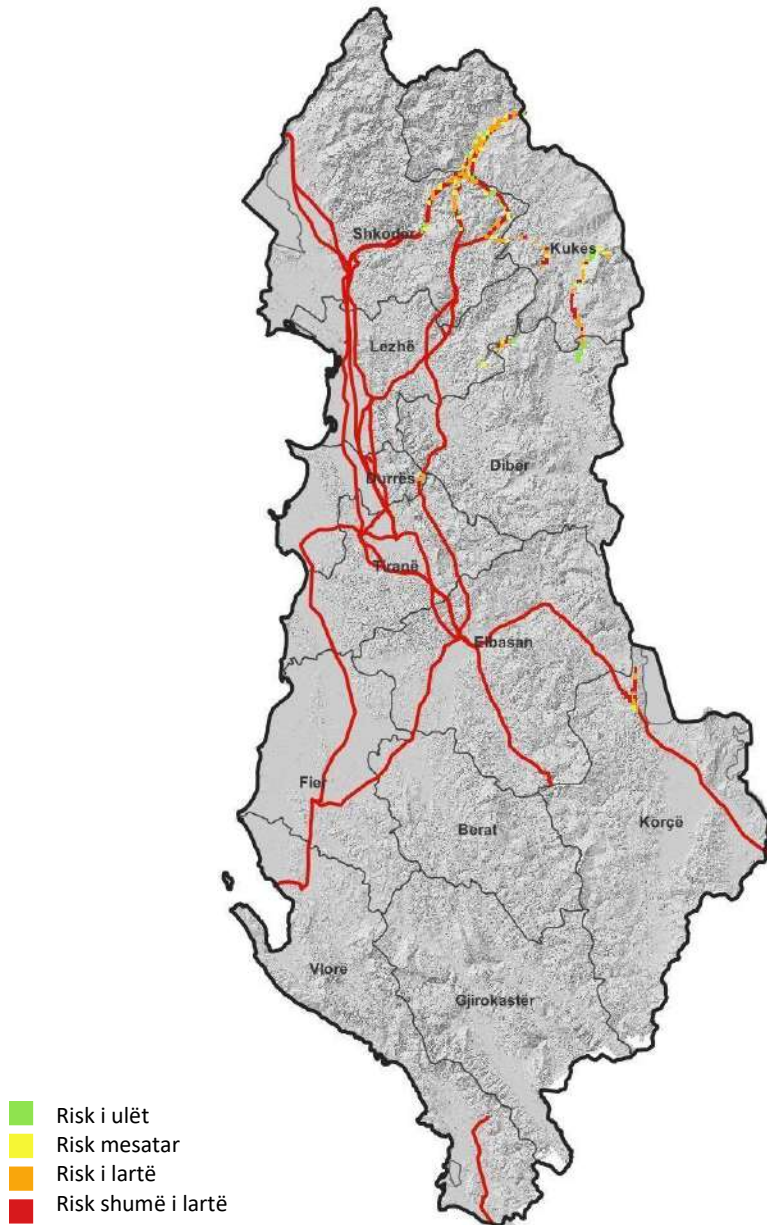 Shkodër
Kukës
Lezhë
Dibër
Durrës
Tiranë
Elbasan
Fier
Berat
Korçë
Vlorë
Gjirokastër
Risk i ulët
Risk mesatar
Risk i lartë
Risk shumë i lartë